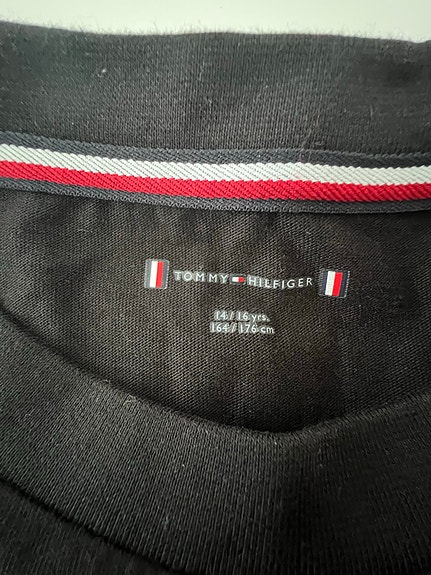 TOMMY HILFIGER
14 / 16 yrs.
164 / 176 cm